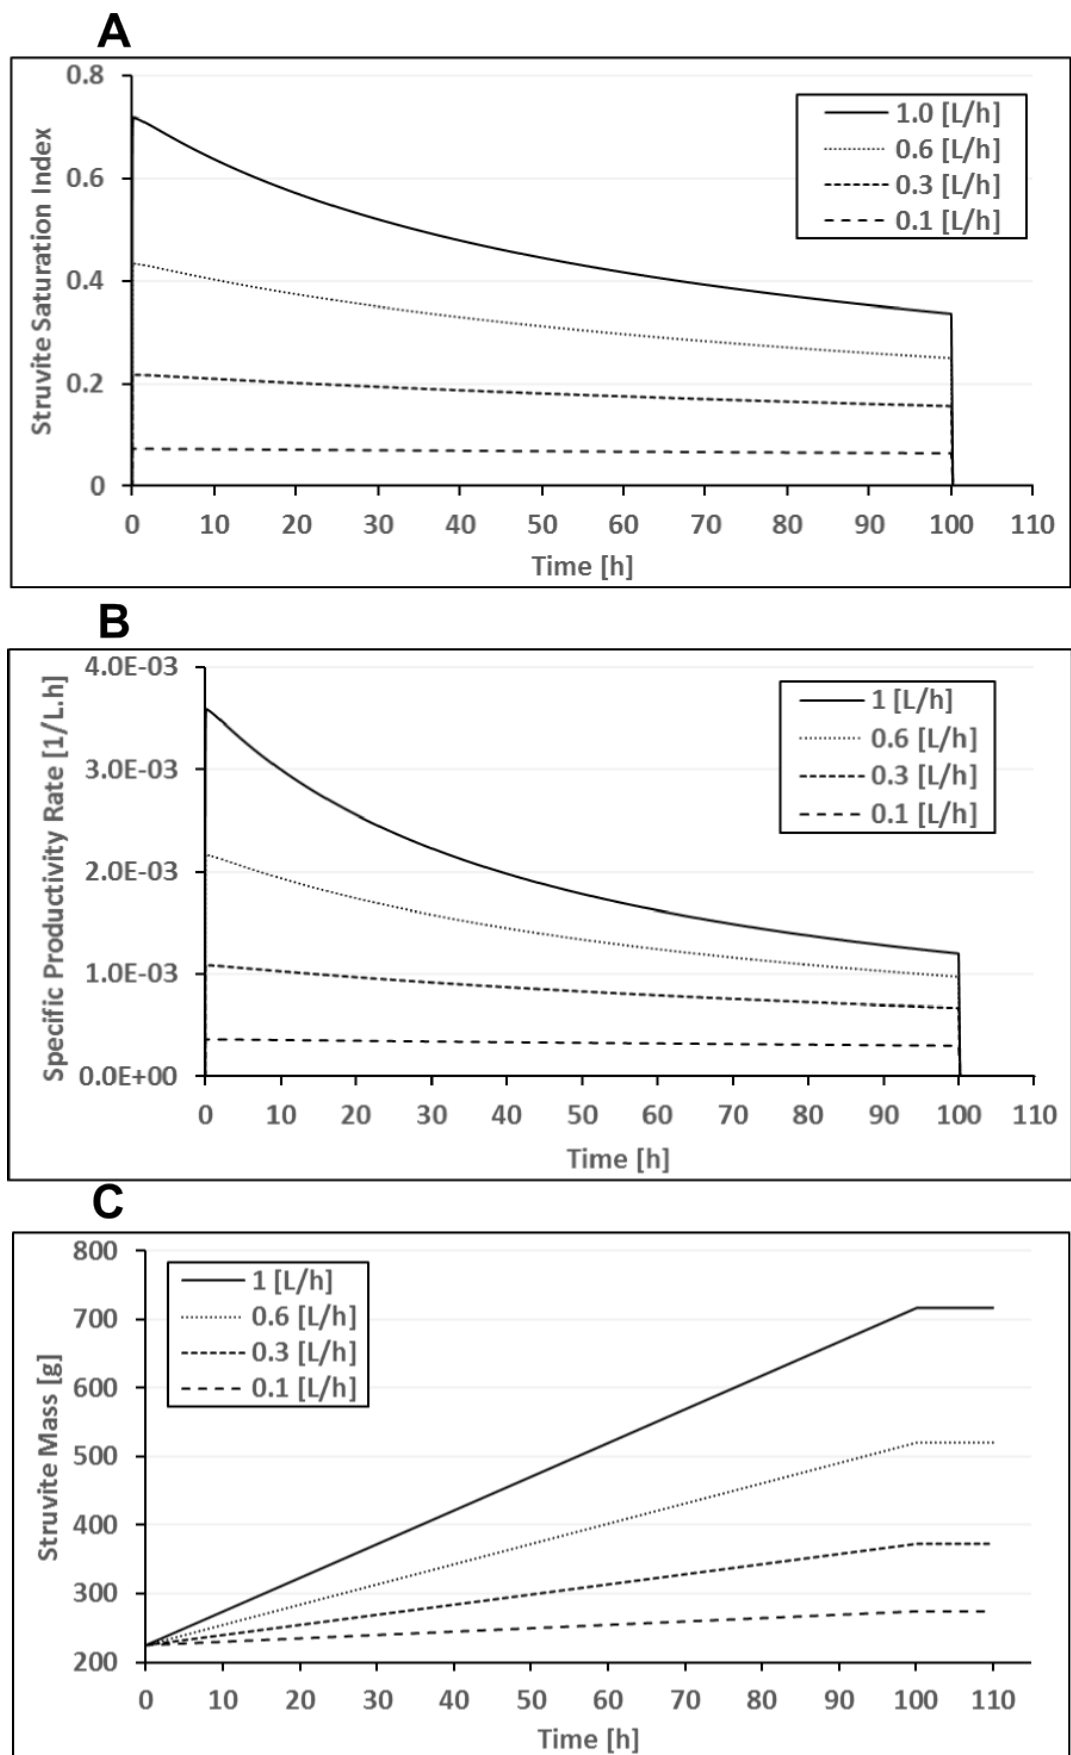 A
Struvite Saturation Index
0.8
0.6
0.4
0.2
0
1.0 [L/h]
0.6 [L/h]
0.3 [L/h]
0.1 [L/h]
0 10 20 30 40 50 60 70 80 90 100 110
Time [h]
B
Specific Productivity Rate [1/L.h]
4.0E-03
3.0E-03
2.0E-03
1.0E-03
0.0E+00
1 [L/h]
0.6 [L/h]
0.3 [L/h]
0.1 [L/h]
0 10 20 30 40 50 60 70 80 90 100 110
Time [h]
C
Struvite Mass [g]
800
700
600
500
400
300
200
1 [L/h]
0.6 [L/h]
0.3 [L/h]
0.1 [L/h]
0 10 20 30 40 50 60 70 80 90 100 110
Time [h]